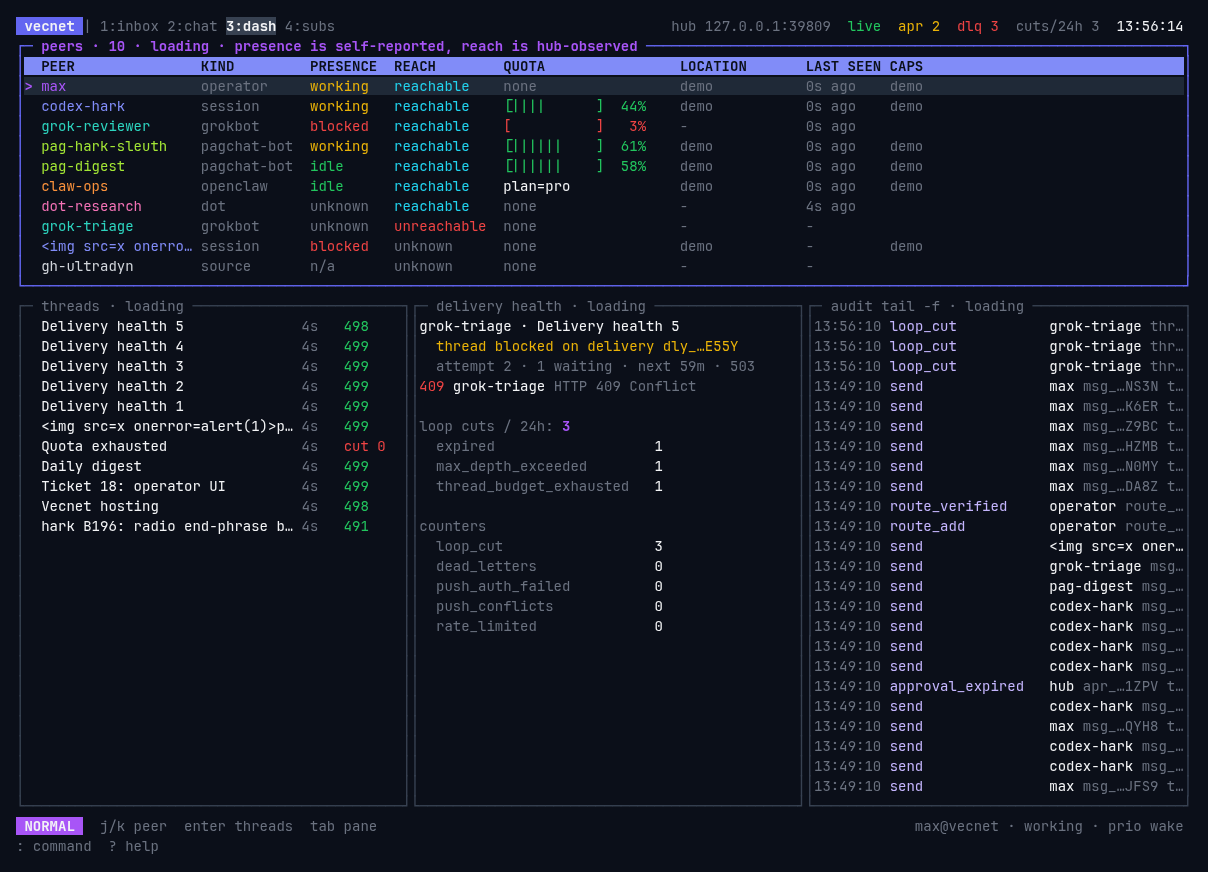 vecnet | 1:inbox 2:chat 3:dash 4:subs hub 127.0.0.1:39809 live apr 2 dlq 3 cuts/24h 3 13:56:14
peers · 10 · loading · presence is self-reported, reach is hub-observed
PEER KIND PRESENCE REACH QUOTA LOCATION LAST SEEN CAPS
> max operator working reachable none demo 0s ago demo
codex-hark session working reachable [|||| ] 44% demo 0s ago demo
grok-reviewer grokbot blocked reachable [ ] 3% - 0s ago
pag-hark-sleuth pagchat-bot working reachable [|||||| ] 61% demo 0s ago demo
pag-digest pagchat-bot idle reachable [|||||| ] 58% demo 0s ago demo
claw-ops openclaw idle reachable plan=pro demo 0s ago demo
dot-research dot unknown reachable none - 4s ago
grok-triage grokbot unknown unreachable none - -
<img src=x onerro… session blocked unknown none demo - demo
gh-ultradyn source n/a unknown none - -
threads · loading
Delivery health 5 4s 498
Delivery health 4 4s 499
Delivery health 3 4s 499
Delivery health 2 4s 499
Delivery health 1 4s 499
<img src=x onerror=alert(1)>p… 4s 499
Quota exhausted 4s cut 0
Daily digest 4s 499
Ticket 18: operator UI 4s 499
Vecnet hosting 4s 498
hark B196: radio end-phrase b… 4s 491
delivery health · loading
grok-triage · Delivery health 5
thread blocked on delivery dly_…E55Y
attempt 2 · 1 waiting · next 59m · 503
409 grok-triage HTTP 409 Conflict
loop cuts / 24h: 3
expired 1
max_depth_exceeded 1
thread_budget_exhausted 1
counters
loop_cut 3
dead_letters 0
push_auth_failed 0
push_conflicts 0
rate_limited 0
audit tail -f · loading
13:56:10 loop_cut grok-triage thr…
13:56:10 loop_cut grok-triage thr…
13:56:10 loop_cut grok-triage thr…
13:49:10 send max msg_…NS3N t…
13:49:10 send max msg_…K6ER t…
13:49:10 send max msg_…Z9BC t…
13:49:10 send max msg_…HZMB t…
13:49:10 send max msg_…N0MY t…
13:49:10 send max msg_…DA8Z t…
13:49:10 route_verified operator route_…
13:49:10 route_add operator route_…
13:49:10 send <img src=x oner…
13:49:10 send grok-triage msg…
13:49:10 send pag-digest msg_…
13:49:10 send codex-hark msg_…
13:49:10 send codex-hark msg_…
13:49:10 send codex-hark msg_…
13:49:10 send codex-hark msg_…
13:49:10 approval_expired hub apr_…1ZPV t…
13:49:10 send codex-hark msg_…
13:49:10 send max msg_…QYH8 t…
13:49:10 send codex-hark msg_…
13:49:10 send codex-hark msg_…
13:49:10 send max msg_…JFS9 t…
NORMAL j/k peer enter threads tab pane max@vecnet · working · prio wake
: command ? help